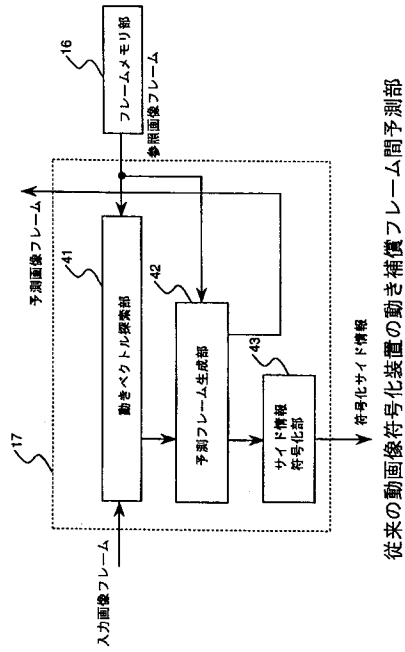 16
フレームメモリ部
参照画像フレーム
予測画像フレーム
41
動きベクトル探索部
42
予測フレーム生成部
43
サイド情報
符号化部
17
入力画像フレーム
符号化サイド情報
従来の動画像符号化装置の動き補償フレーム間予測部